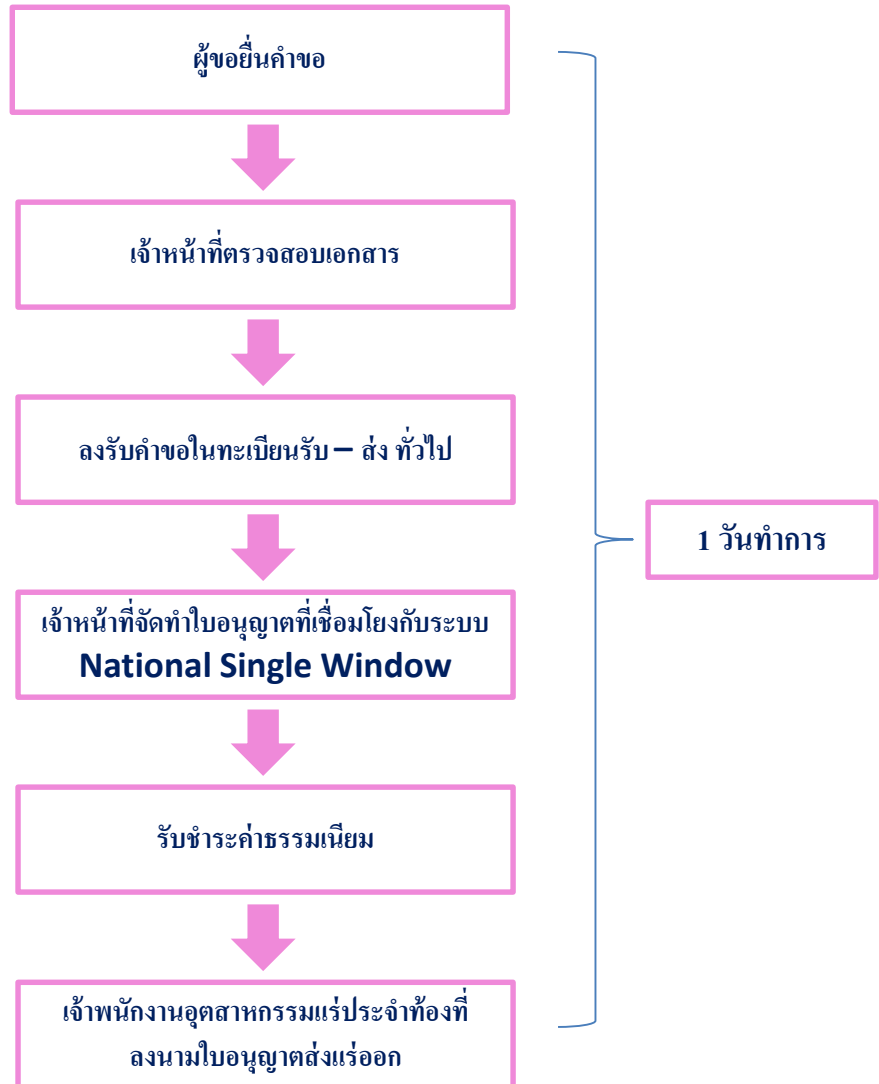 ผู้ขอยื่นคำขอ
เจ้าหน้าที่ตรวจสอบเอกสาร
ลงรับคำขอในทะเบียนรับ – ส่ง ทั่วไป
เจ้าหน้าที่จัดทำใบอนุญาตที่เชื่อมโยงกับระบบ
National Single Window
รับชำระค่าธรรมเนียม
เจ้าพนักงานอุตสาหกรรมแร่ประจำท้องที่
ลงนามใบอนุญาตส่งแร่ออก
1 วันทำการ